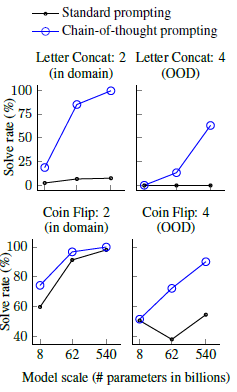 Standard prompting
Chain-of-thought prompting
Letter Concat: 2 Letter Concat: 4
(in domain) (OOD)
100
75
50
25
0
Solve rate (%)
Coin Flip: 2 Coin Flip: 4
(in domain) (OOD)
100
80
60
40
Solve rate (%)
8 62 540 8 62 540
Model scale (# parameters in billions)